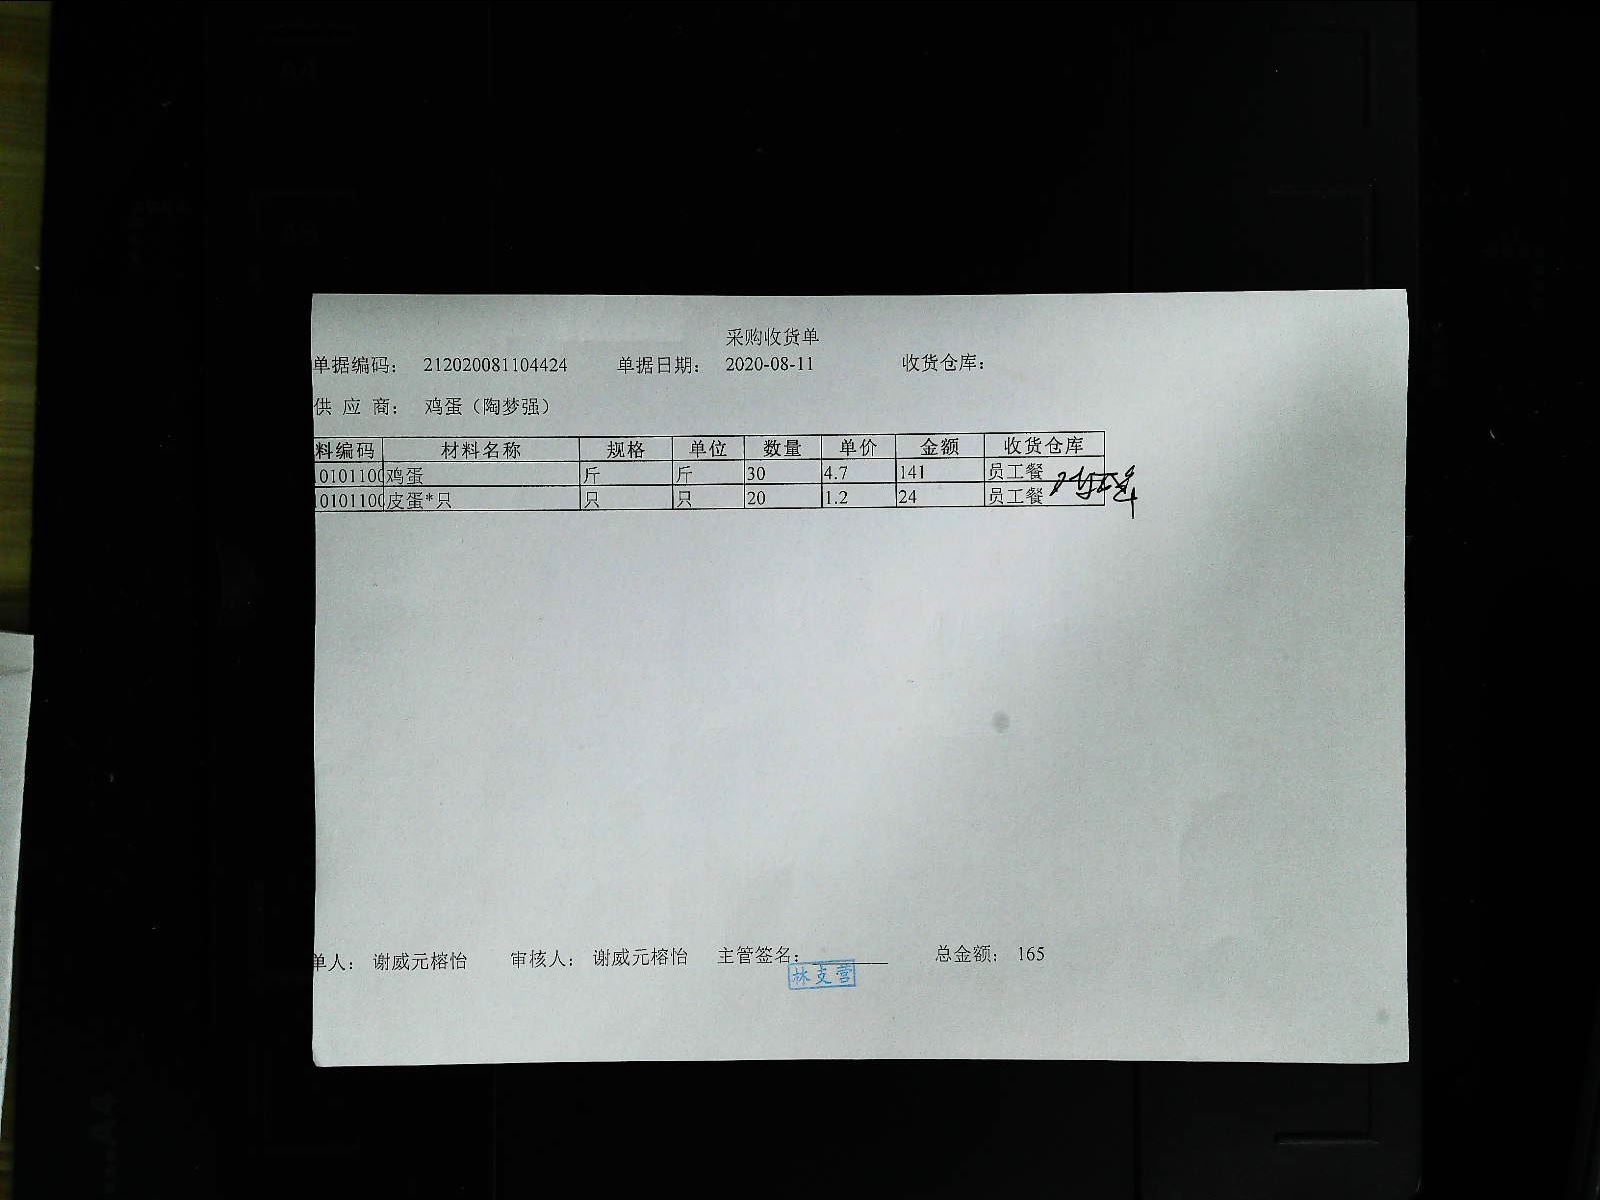 采购收货单
单据编码： 212020081104424 单据日期： 2020-08-11 收货仓库：
供 应 商： 鸡蛋（陶梦强）
料编码 材料名称 规格 单位 数量 单价 金额 收货仓库
0101100 鸡蛋 斤 斤 30 4.7 141 员工餐
0101100 皮蛋*只 只 只 20 1.2 24 员工餐
单人： 谢威元榕怡 审核人： 谢威元榕怡 主管签名： 总金额： 165
林支营